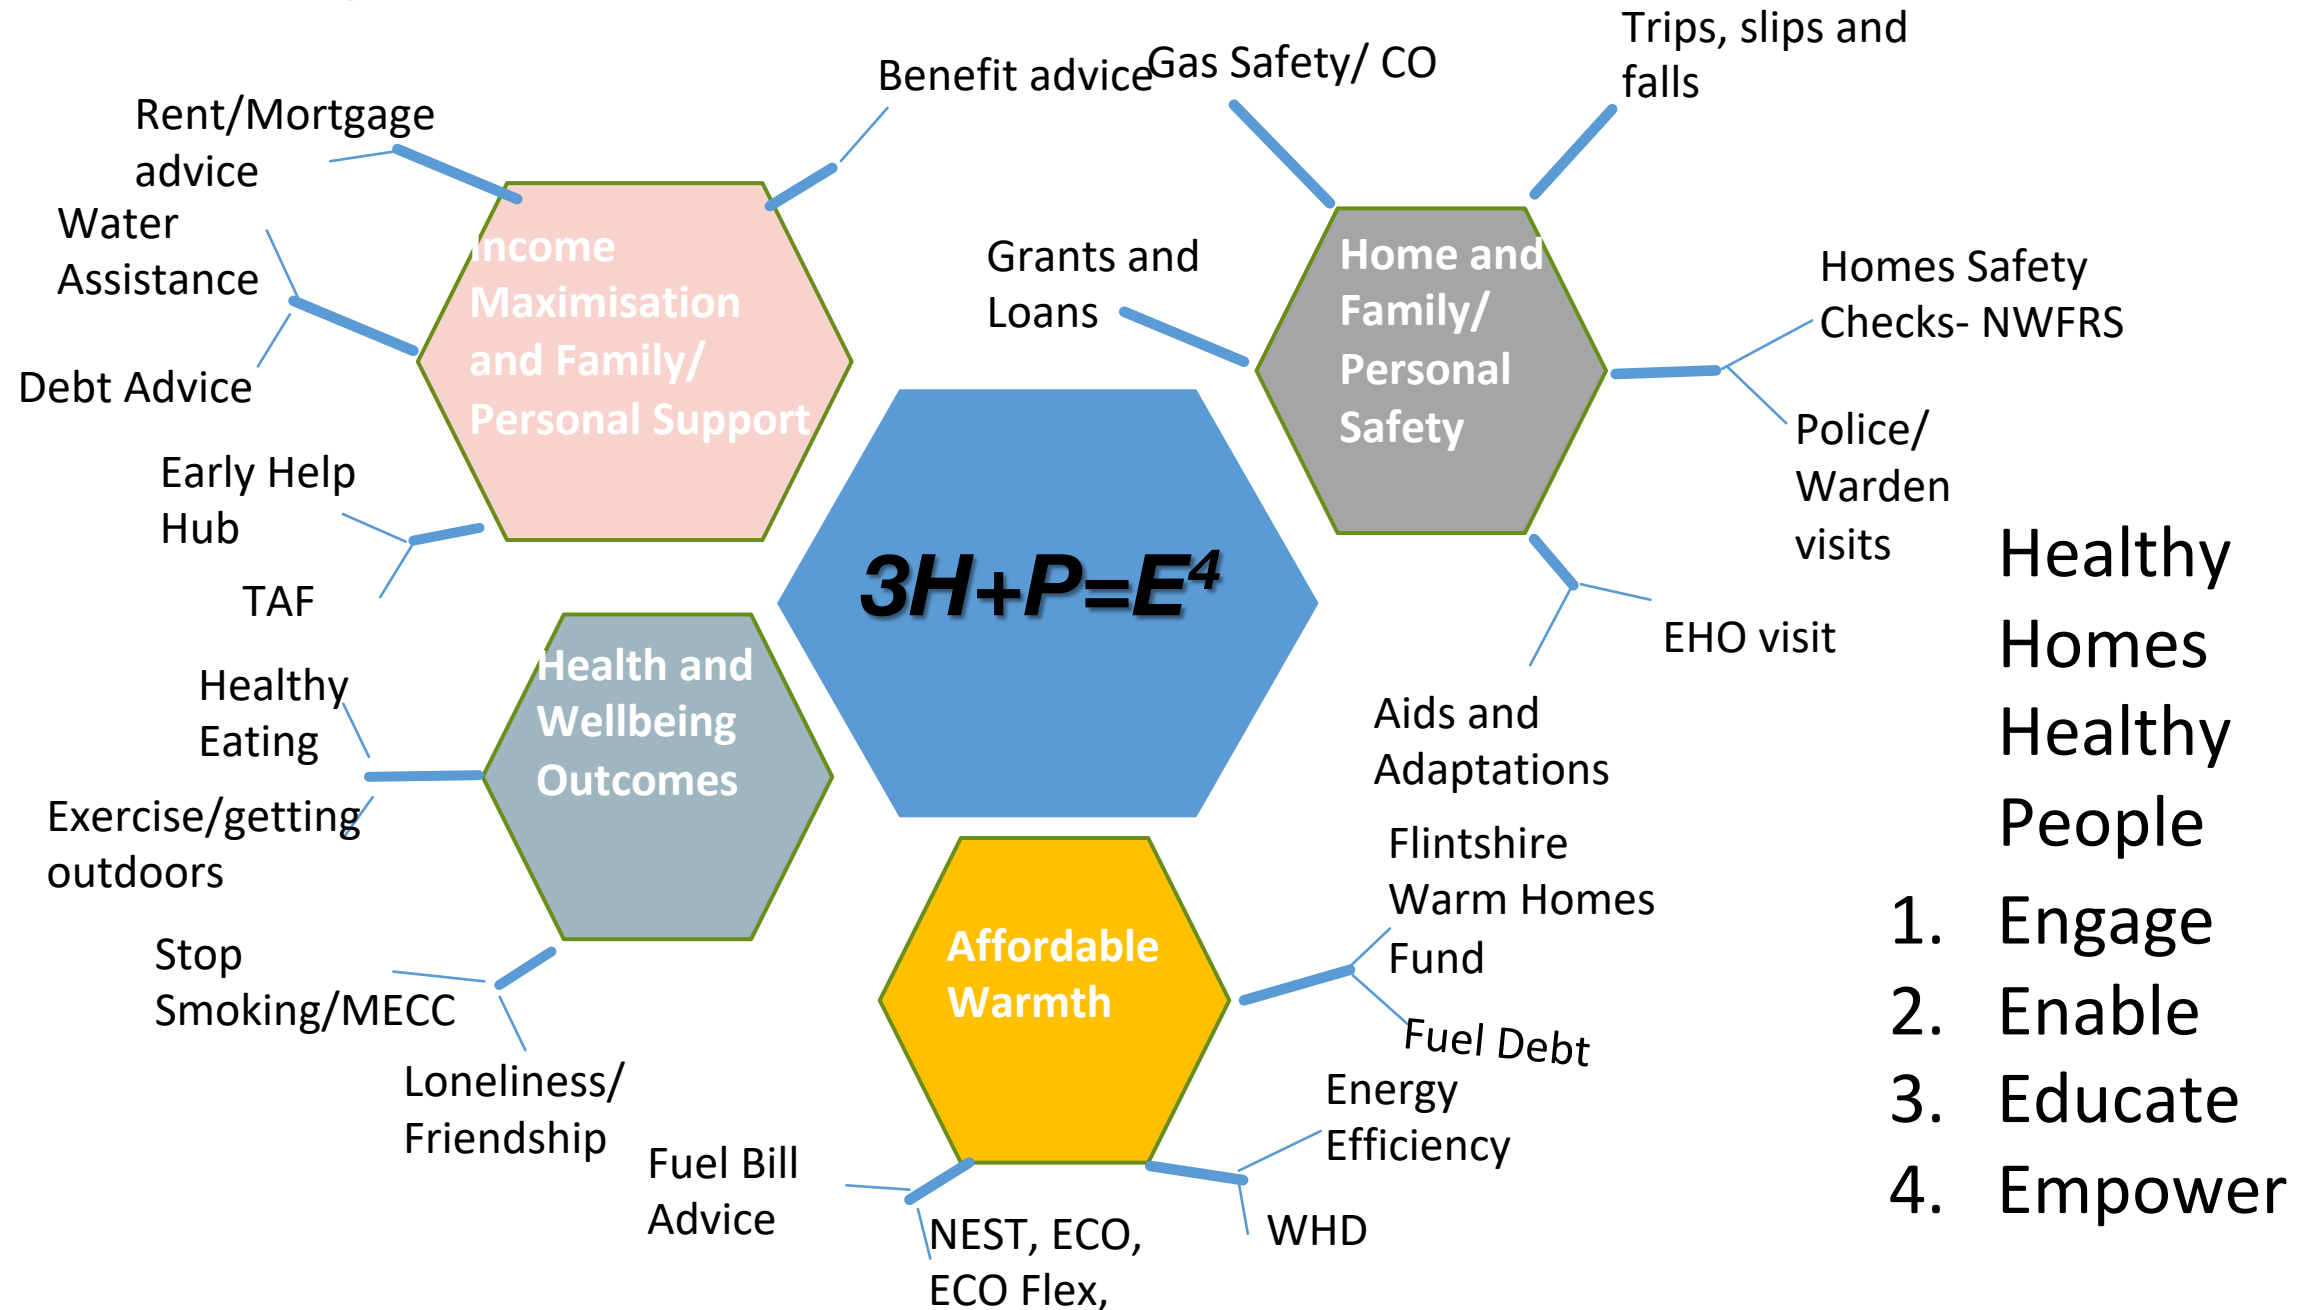 Benefit advice
Gas Safety/ CO
Trips, slips and
falls
Rent/Mortgage
advice
Water
Assistance
Debt Advice
Early Help
Hub
TAF
Income
Maximisation
and Family/
Personal Support
Grants and
Loans
Home and
Family/
Personal
Safety
Homes Safety
Checks- NWFRS
Police/
Warden
visits
EHO visit
Aids and
Adaptations
3H+P=E⁴
Healthy
Eating
Exercise/getting
outdoors
Stop
Smoking/MECC
Loneliness/
Friendship
Health and
Wellbeing
Outcomes
Affordable
Warmth
Flintshire
Warm Homes
Fund
Fuel Debt
Energy
Efficiency
WHD
Fuel Bill
Advice
NEST, ECO,
ECO Flex,
Healthy
Homes
Healthy
People
1. Engage
2. Enable
3. Educate
4. Empower